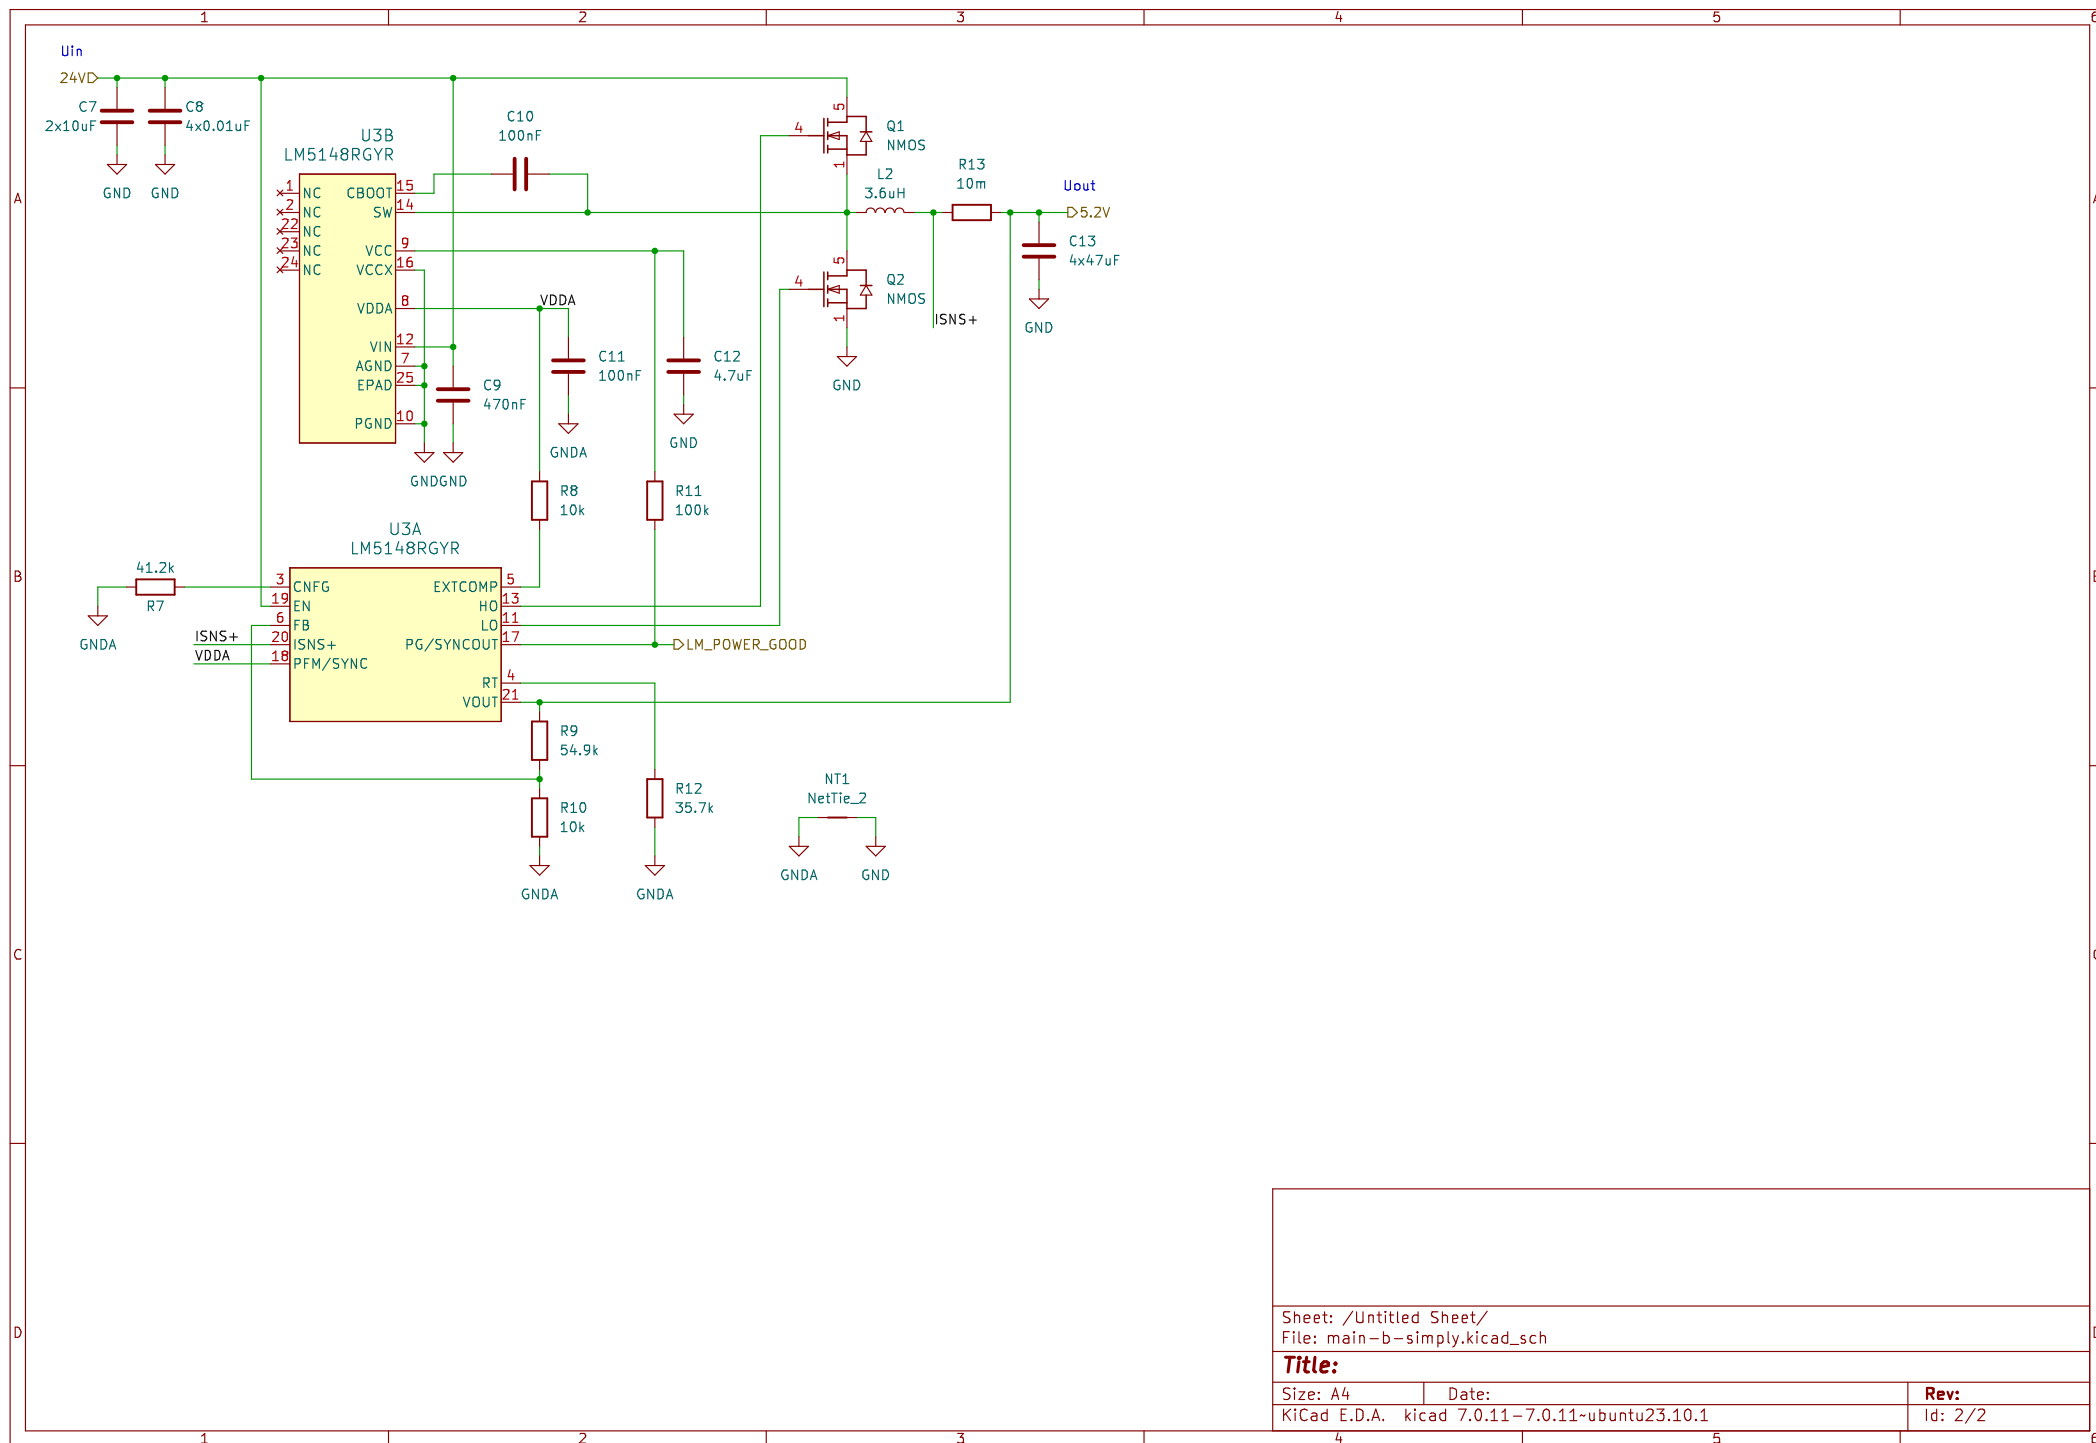 1 2 3 4 5 6
Uin
24V
C7
2x10uF
C8
4x0.01uF
GND
GND
C10
100nF
U3B
LM5148RGYR
1 NC
2 NC
22 NC
23 NC
24 NC
CBOOT 15
SW 14
VCC 9
VCCX 16
VDDA 8
VIN 12
AGND 7
EPAD 25
PGND 10
VDDA
C9
470nF
C11
100nF
GNDA
C12
4.7uF
GND
GND
GND
5
4
1
Q1
NMOS
L2
3.6uH
R13
10m
Uout
5.2V
C13
4x47uF
GND
5
4
1
Q2
NMOS
ISNS+
GND
A
A
R8
10k
R11
100k
U3A
LM5148RGYR
41.2k
R7
GNDA
ISNS+
VDDA
3 CNFG
19 EN
6 FB
20 ISNS+
18 PFM/SYNC
EXTCOMP 5
HO 13
LO 11
PG/SYNCOUT 17
RT 4
VOUT 21
LM_POWER_GOOD
B
R9
54.9k
R10
10k
GNDA
R12
35.7k
GNDA
NT1
NetTie_2
GNDA
GND
C
D
Sheet: /Untitled Sheet/
File: main-b-simply.kicad_sch
Title:
Size: A4
Date:
Rev:
KiCad E.D.A. kicad 7.0.11-7.0.11~ubuntu23.10.1
Id: 2/2
1 2 3 4 5 6